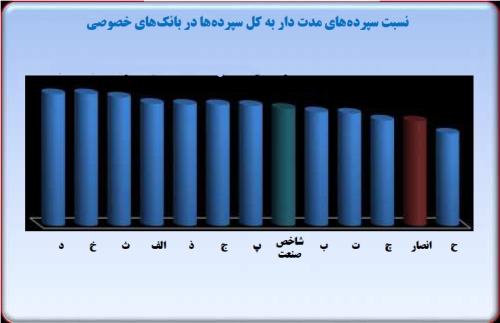 نسبت سپرده‌های مدت دار به کل سپرده‌ها در بانک‌های خصوصی
ح انصار چ ت ب شاخص صنعت پ ج ذ الف ث خ د